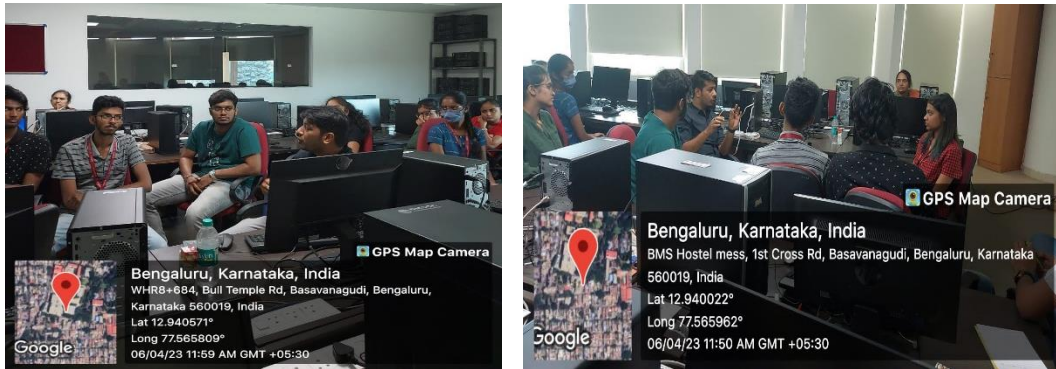 GPS Map Camera
Bengaluru, Karnataka, India
WHR8+684, Bull Temple Rd, Basavanagudi, Bengaluru,
Karnataka 560019, India
Lat 12.940571°
Long 77.565809°
06/04/23 11:59 AM GMT +05:30
Google
GPS Map Camera
Bengaluru, Karnataka, India
BMS Hostel mess, 1st Cross Rd, Basavanagudi, Bengaluru, Karnataka
560019, India
Lat 12.940022°
Long 77.565962°
06/04/23 11:50 AM GMT +05:30
Google